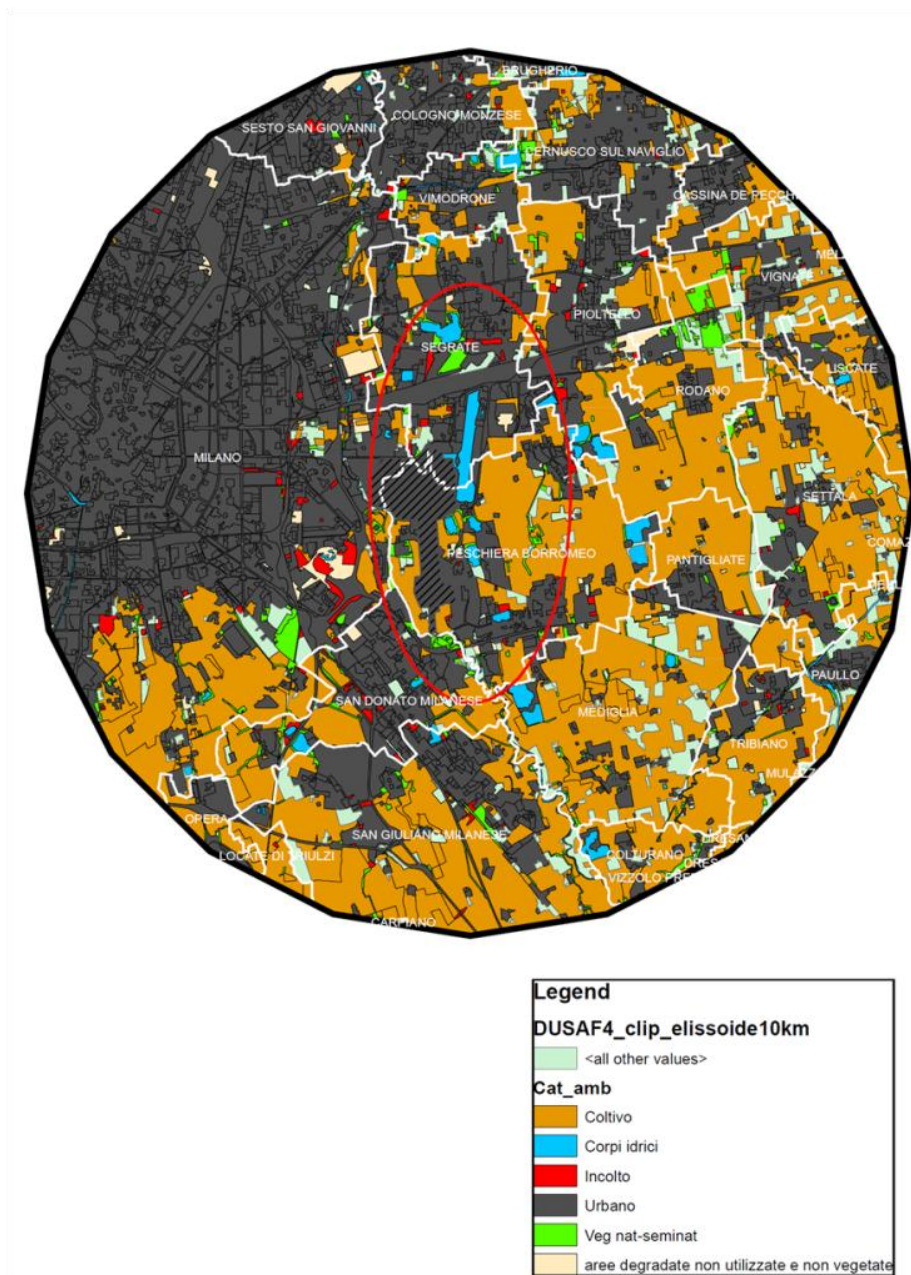 BRUGHERIO
COLOGNO MONZESE
SESTO SAN GIOVANNI
CERNUSCO SUL NAVIGLIO
CASSINA DE PECCHI
VIMODRONE
VIGNATE
PIOLTELLO
SEGRATE
RODANO
LISCATE
MILANO
SETTALA
PESCHIERA BORROMEO
PANTIGLIATE
PAULLO
SAN DONATO MILANESE
MEDIGLIA
TRIBIANO
OPERA
SAN GIULIANO MILANESE
LOCATE DI TRIULZI
COLTURANO
CARPIANO
Legend
DUSAF4_clip_elissoide10km
<all other values>
Cat_amb
Coltivo
Corpi idrici
Incolto
Urbano
Veg nat-seminat
aree degradate non utilizzate e non vegetate